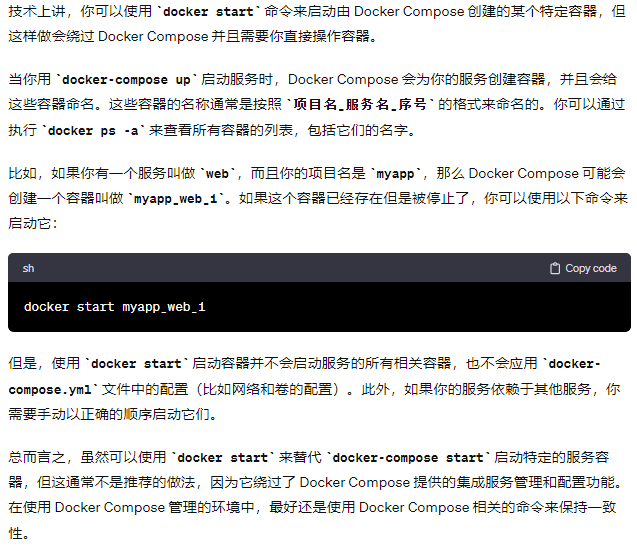 技术上讲，你可以使用 `docker start` 命令来启动由 Docker Compose 创建的某个特定容器，但
这样做会绕过 Docker Compose 并且需要你直接操作容器。
当你用 `docker-compose up` 启动服务时，Docker Compose 会为你的服务创建容器，并且会给
这些容器命名。这些容器的名称通常是按照 `项目名_服务名_序号` 的格式来命名的。你可以通过
执行 `docker ps -a` 来查看所有容器的列表，包括它们的名字。
比如，如果你有一个服务叫做 `web`，而且你的项目名是 `myapp`，那么 Docker Compose 可能会
创建一个容器叫做 `myapp_web_1`。如果这个容器已经存在但是被停止了，你可以使用以下命令来
启动它：
sh
Copy code
docker start myapp_web_1
但是，使用 `docker start` 启动容器并不会启动服务的所有相关容器，也不会应用 `docker-
compose.yml` 文件中的配置（比如网络和卷的配置）。此外，如果你的服务依赖于其他服务，你
需要手动以正确的顺序启动它们。
总而言之，虽然可以使用 `docker start` 来替代 `docker-compose start` 启动特定的服务容
器，但这通常不是推荐的做法，因为它绕过了 Docker Compose 提供的集成服务管理和配置功能。
在使用 Docker Compose 管理的环境中，最好还是使用 Docker Compose 相关的命令来保持一致
性。